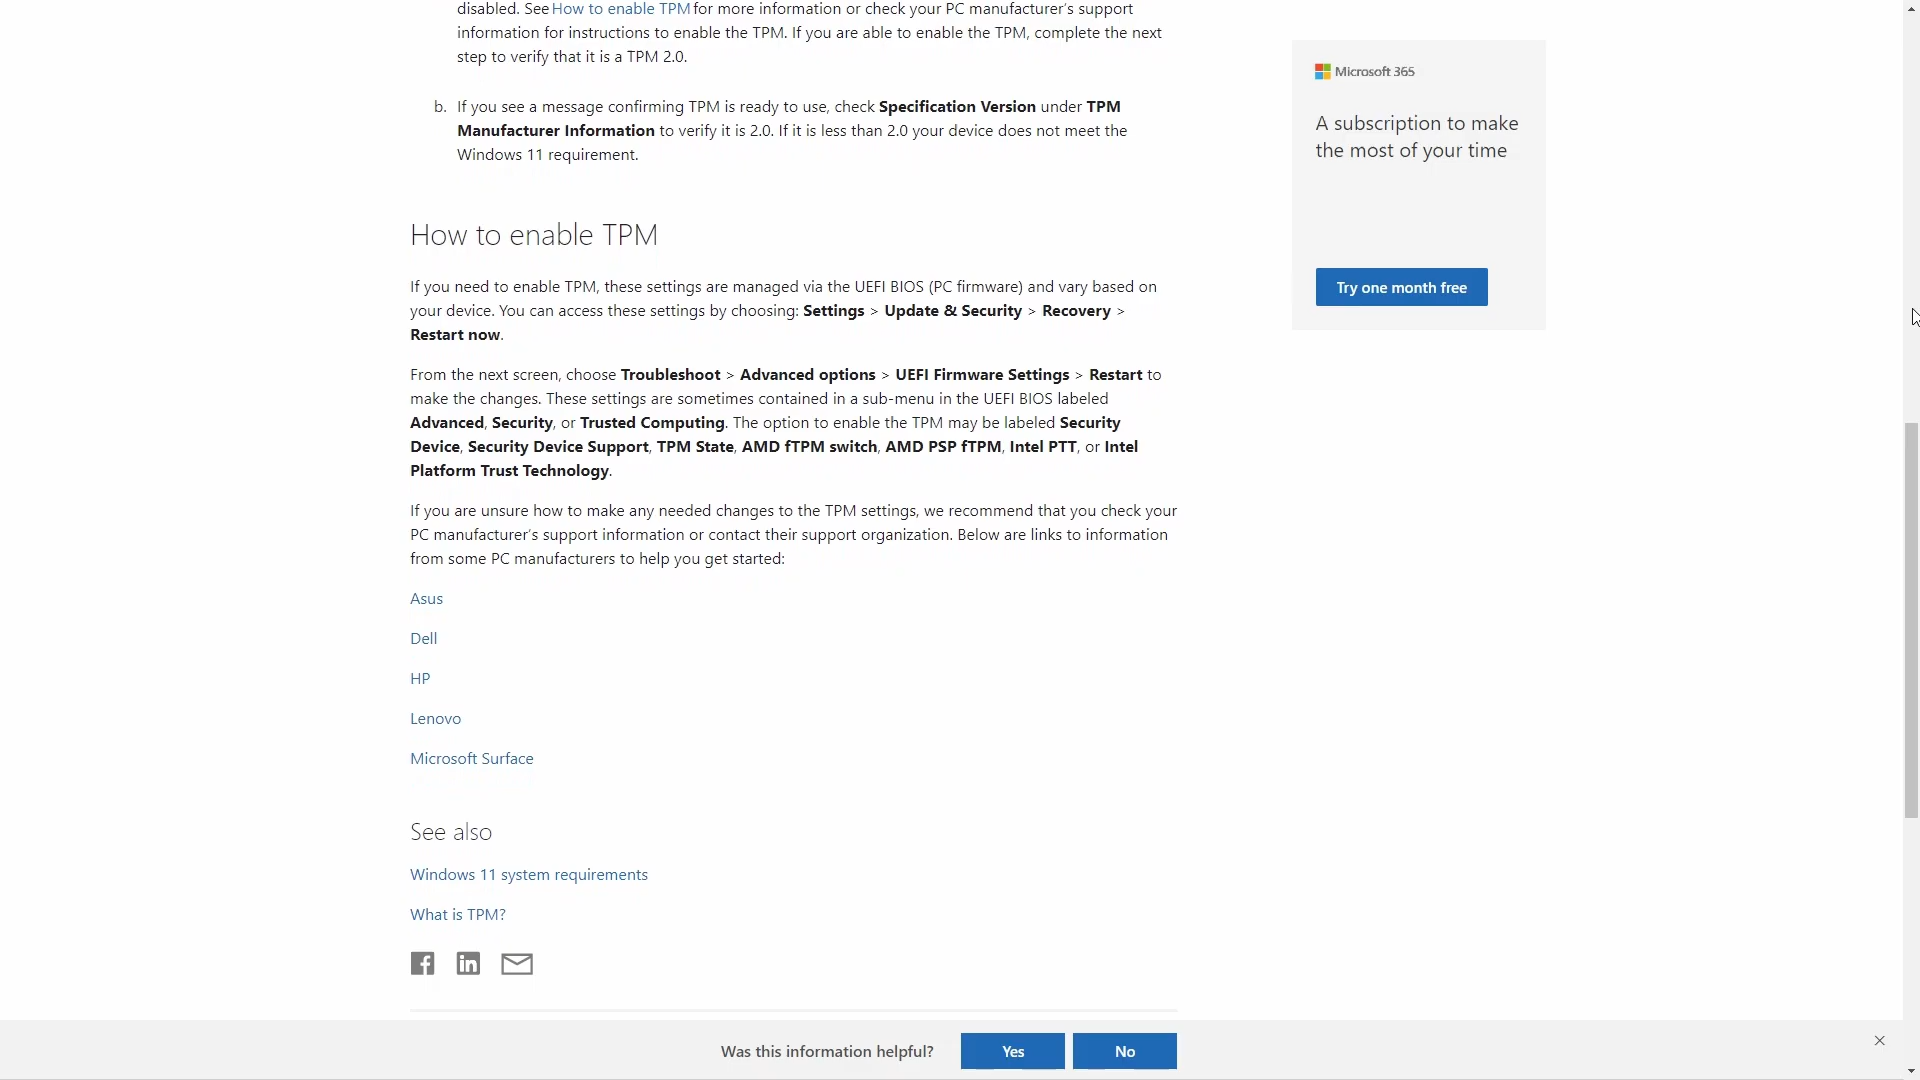 disabled. See How to enable TPM for more information or check your PC manufacturer's support
information for instructions to enable the TPM. If you are able to enable the TPM, complete the next
step to verify that it is a TPM 2.0.
b. If you see a message confirming TPM is ready to use, check Specification Version under TPM
Manufacturer Information to verify it is 2.0. If it is less than 2.0 your device does not meet the
Windows 11 requirement.
How to enable TPM
If you need to enable TPM, these settings are managed via the UEFI BIOS (PC firmware) and vary based on
your device. You can access these settings by choosing: Settings > Update & Security > Recovery >
Restart now.
From the next screen, choose Troubleshoot > Advanced options > UEFI Firmware Settings > Restart to
make the changes. These settings are sometimes contained in a sub-menu in the UEFI BIOS labeled
Advanced, Security, or Trusted Computing. The option to enable the TPM may be labeled Security
Device, Security Device Support, TPM State, AMD fTPM switch, AMD PSP fTPM, Intel PTT, or Intel
Platform Trust Technology.
If you are unsure how to make any needed changes to the TPM settings, we recommend that you check your
PC manufacturer's support information or contact their support organization. Below are links to information
from some PC manufacturers to help you get started:
Asus
Dell
HP
Lenovo
Microsoft Surface
See also
Windows 11 system requirements
What is TPM?
Microsoft 365
A subscription to make
the most of your time
Try one month free
Was this information helpful?
Yes
No